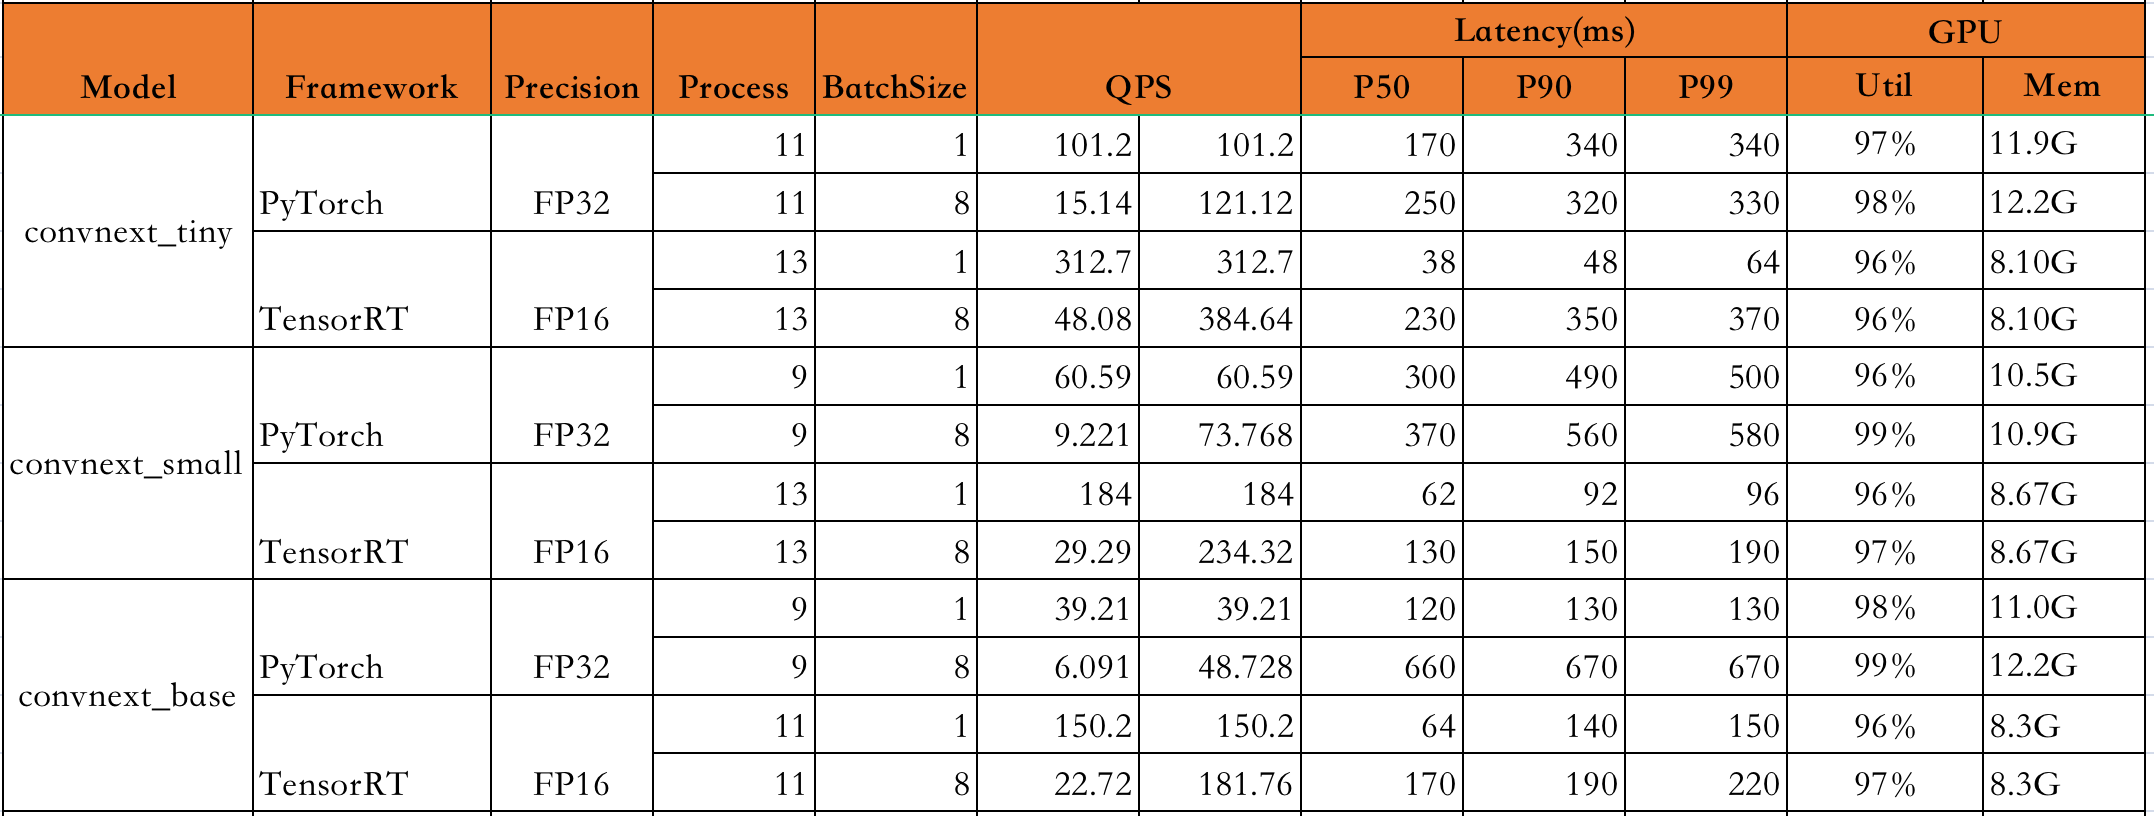 Latency(ms) GPU
Model Framework Precision Process BatchSize QPS P50 P90 P99 Util Mem
11 1 101.2 101.2 170 340 340 97% 11.9G
PyTorch FP32 11 8 15.14 121.12 250 320 330 98% 12.2G
convnext_tiny
13 1 312.7 312.7 38 48 64 96% 8.10G
TensorRT FP16 13 8 48.08 384.64 230 350 370 96% 8.10G
9 1 60.59 60.59 300 490 500 96% 10.5G
PyTorch FP32 9 8 9.221 73.768 370 560 580 99% 10.9G
convnext_small
13 1 184 184 62 92 96 96% 8.67G
TensorRT FP16 13 8 29.29 234.32 130 150 190 97% 8.67G
9 1 39.21 39.21 120 130 130 98% 11.0G
PyTorch FP32 9 8 6.091 48.728 660 670 670 99% 12.2G
convnext_base
11 1 150.2 150.2 64 140 150 96% 8.3G
TensorRT FP16 11 8 22.72 181.76 170 190 220 97% 8.3G